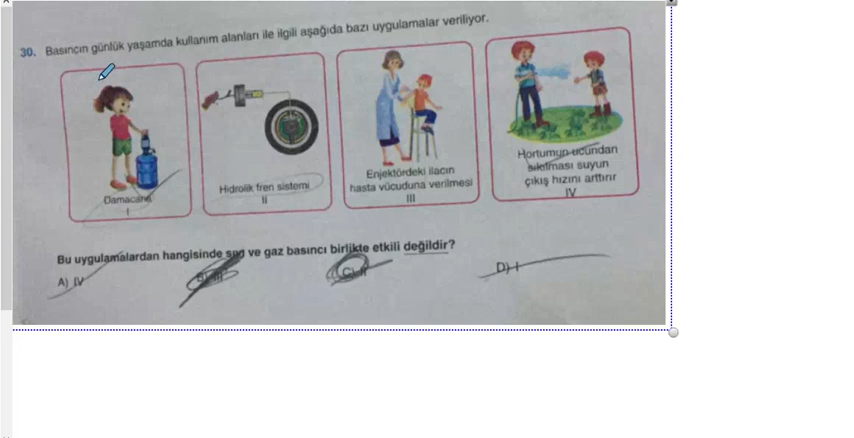 30. Basıncın günlük yaşamda kullanım alanları ile ilgili aşağıda bazı uygulamalar veriliyor.
Damacana
I
Hidrolik fren sistemi
II
Enjektördeki ilacın
hasta vücuduna verilmesi
III
Hortumun ucundan
sıkılması suyun
çıkış hızını arttırır
IV
Bu uygulamalardan hangisinde sıvı ve gaz basıncı birlikte etkili değildir?
A) IV
C) II
D) I